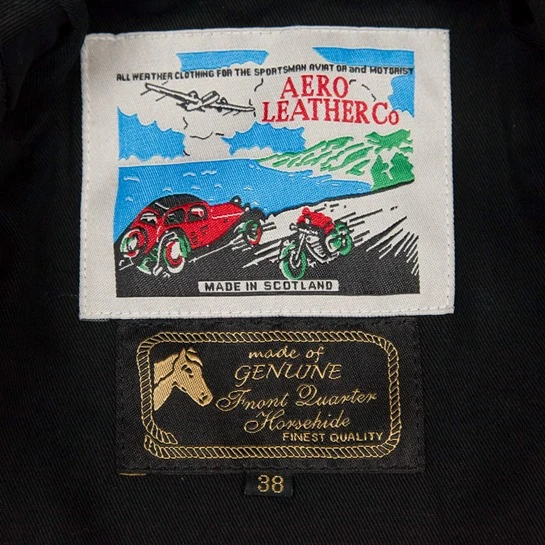 ALL WEATHER CLOTHING FOR THE SPORTSMAN AVIATOR and MOTORIST
AERO
LEATHER Co
MADE IN SCOTLAND
made of
GENUINE
Front Quarter
Horsehide
FINEST QUALITY
38